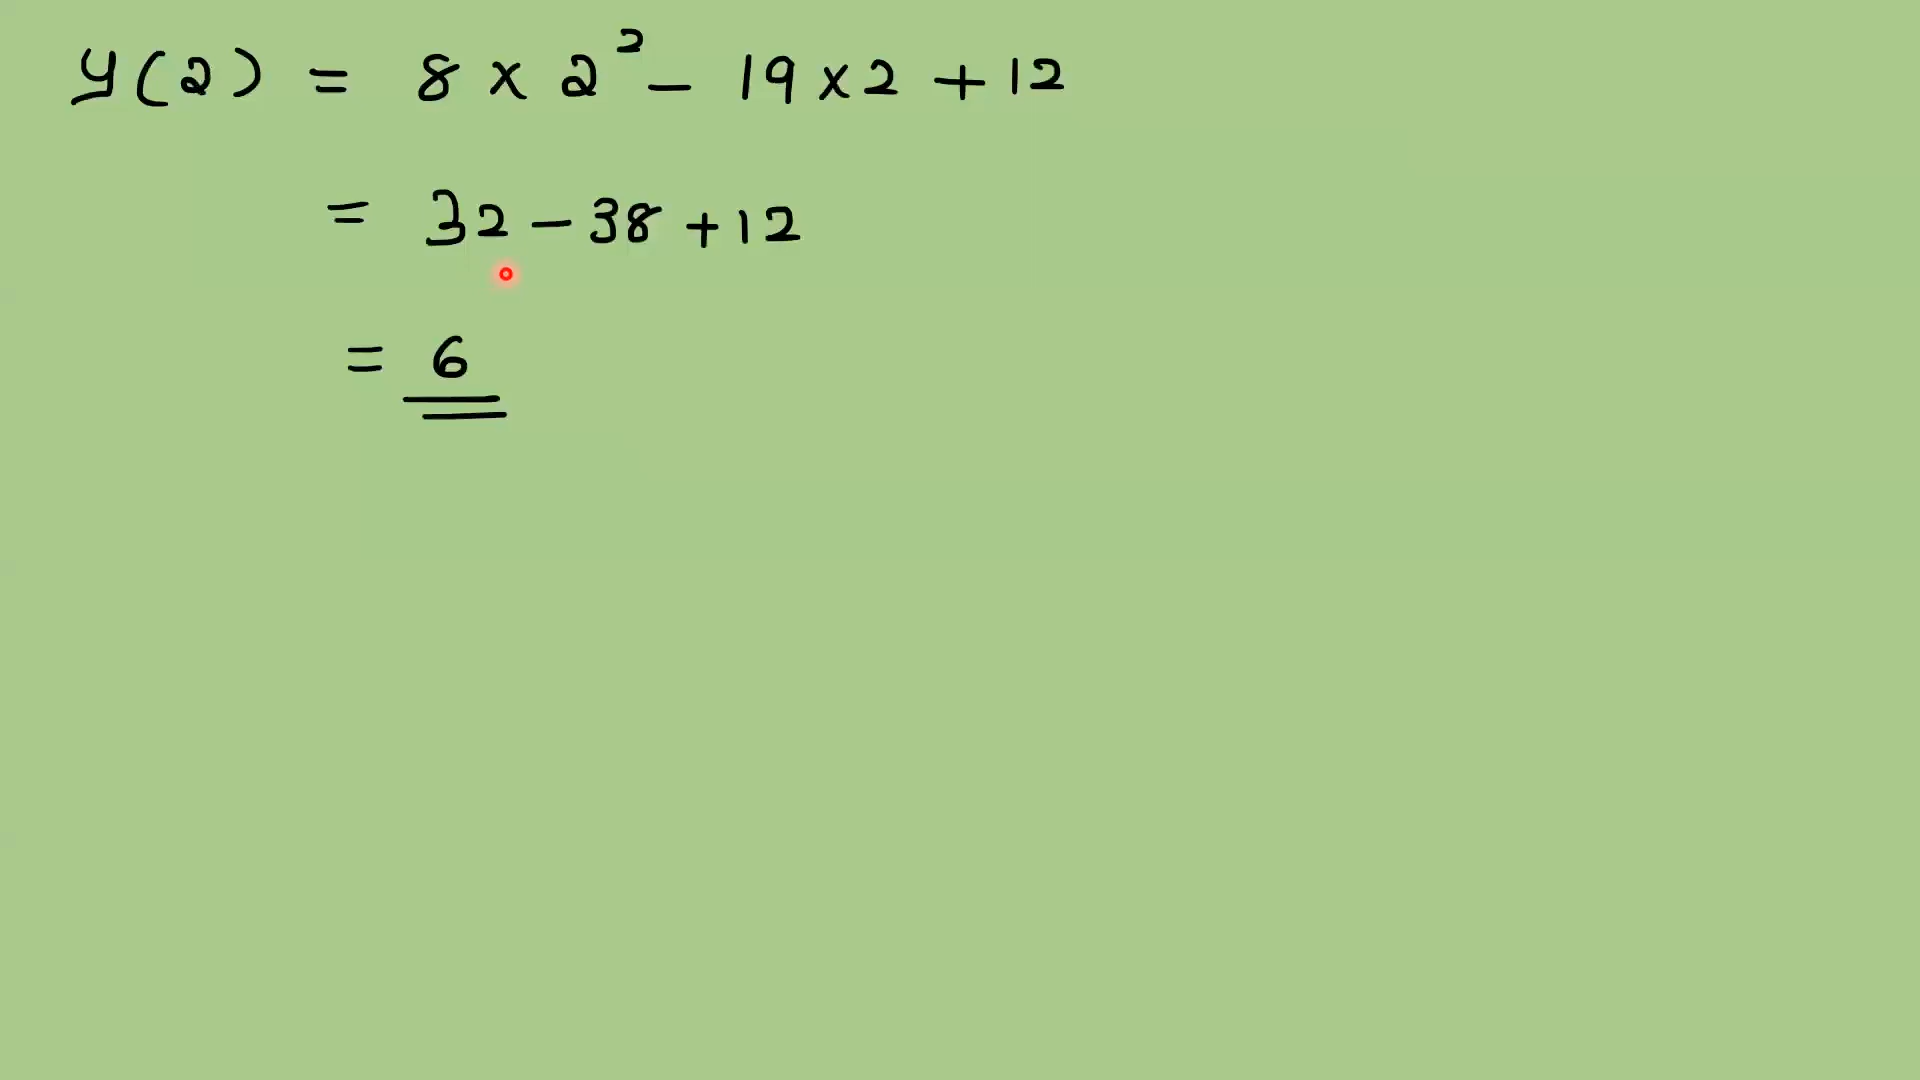 y(2) = 8 × 2² – 19 × 2 + 12
= 32 – 38 + 12
= 6